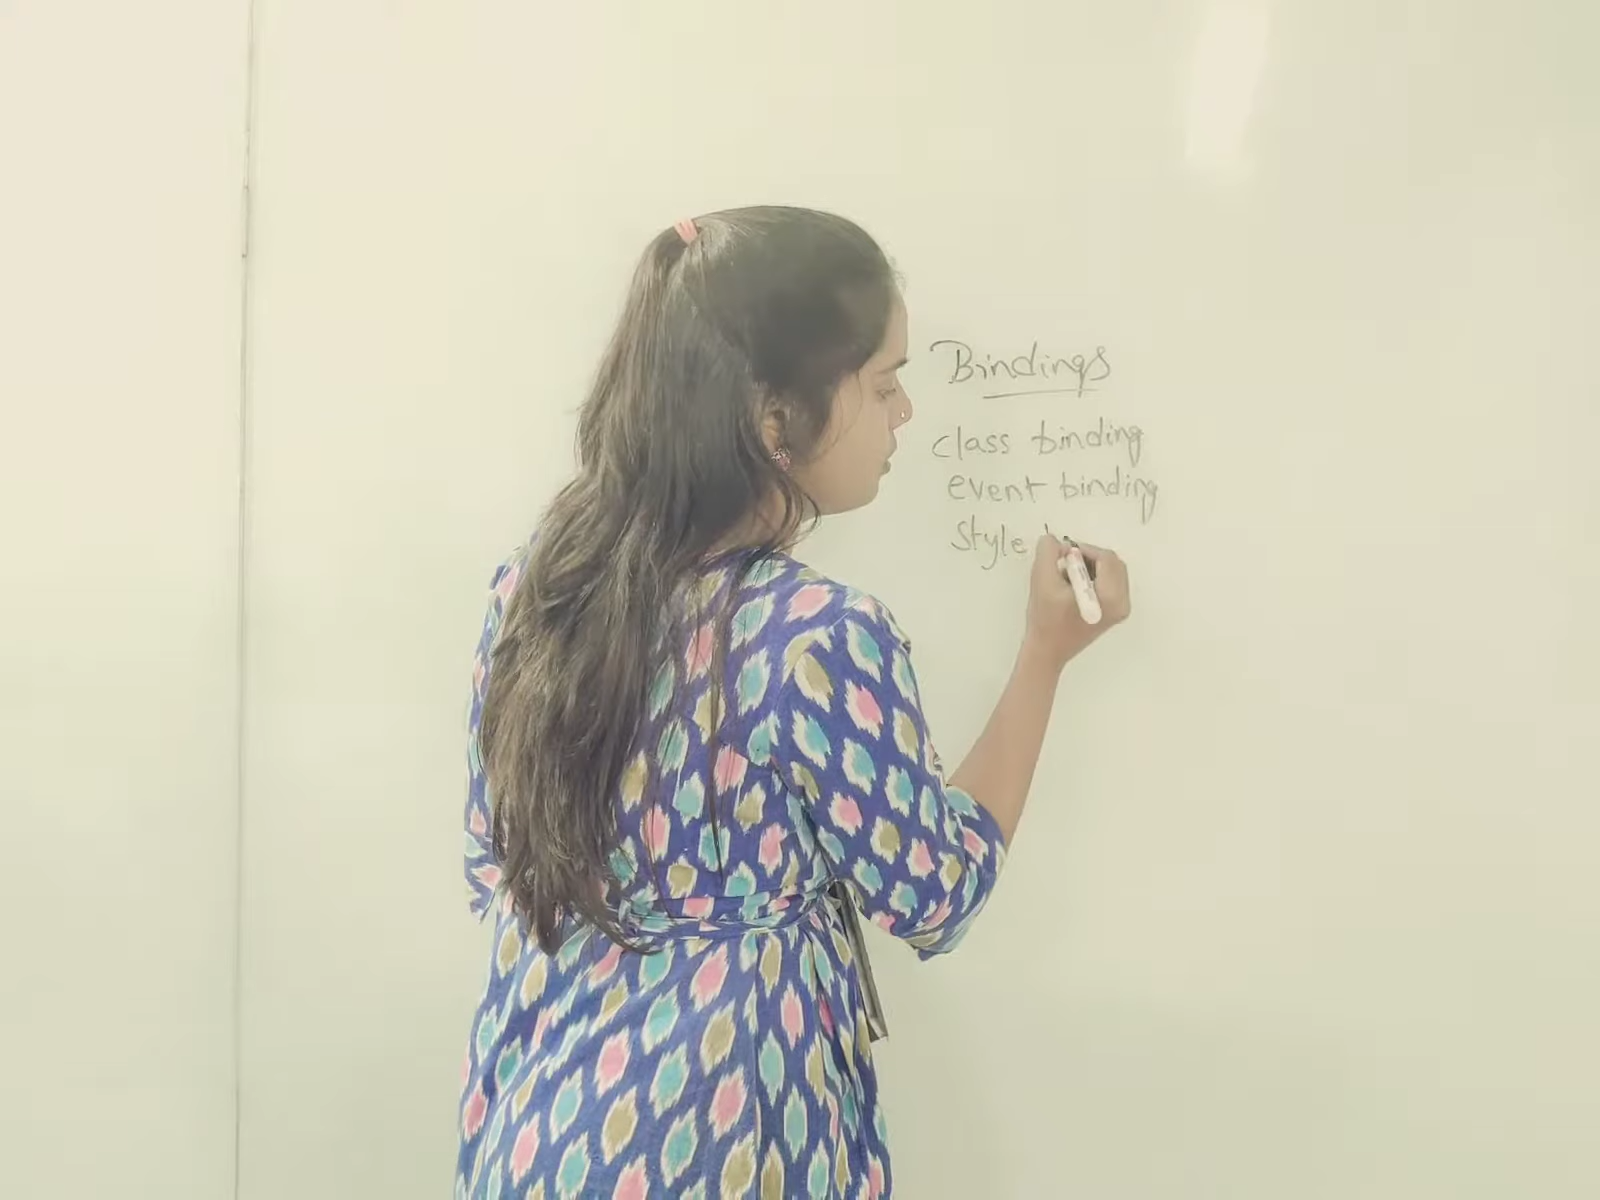 Bindings
class binding
event binding
Style